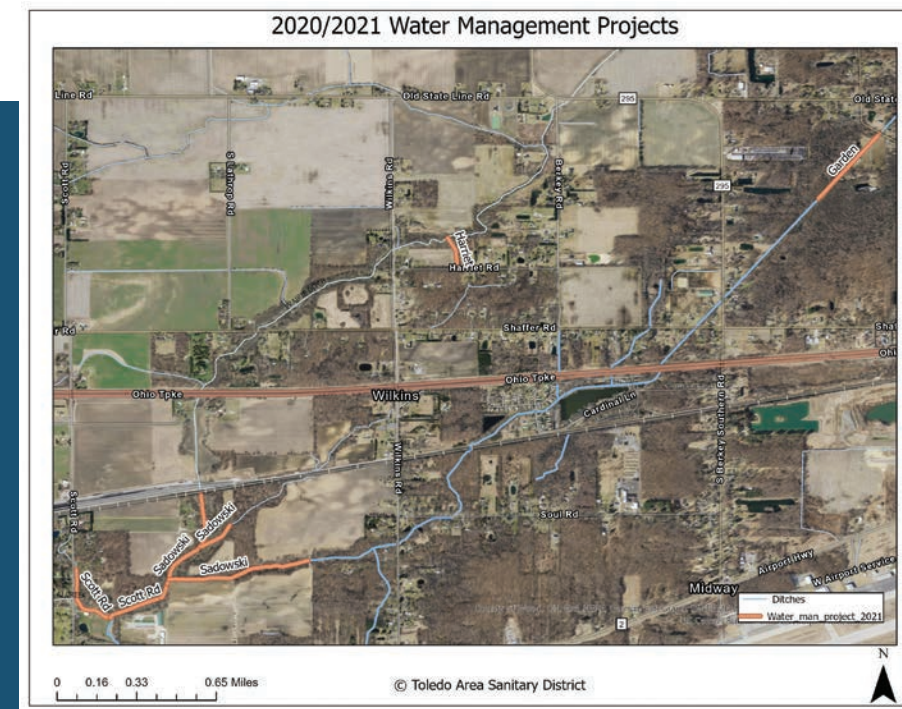 2020/2021 Water Management Projects
Line Rd
Old State Line Rd
295
Old State
Scott Rd
S Lathrop Rd
Wilkins Rd
Berkey Rd
295
Garden
Harriet
Harriet Rd
r Rd
Shaffer Rd
Sha
Ohio Tpke
Ohio Tpke
Ohi
Wilkins
Cardinal Ln
S Berkey Southern Rd
Wilkins Rd
Scott Rd
Soul Rd
Sadowski
Sadowski
Sadowski
Scott Rd
Scott Rd
Airport Hwy
W Airport Service
Midway
2
Ditches
Water_man_project_2021
N
0 0.16 0.33 0.65 Miles
© Toledo Area Sanitary District